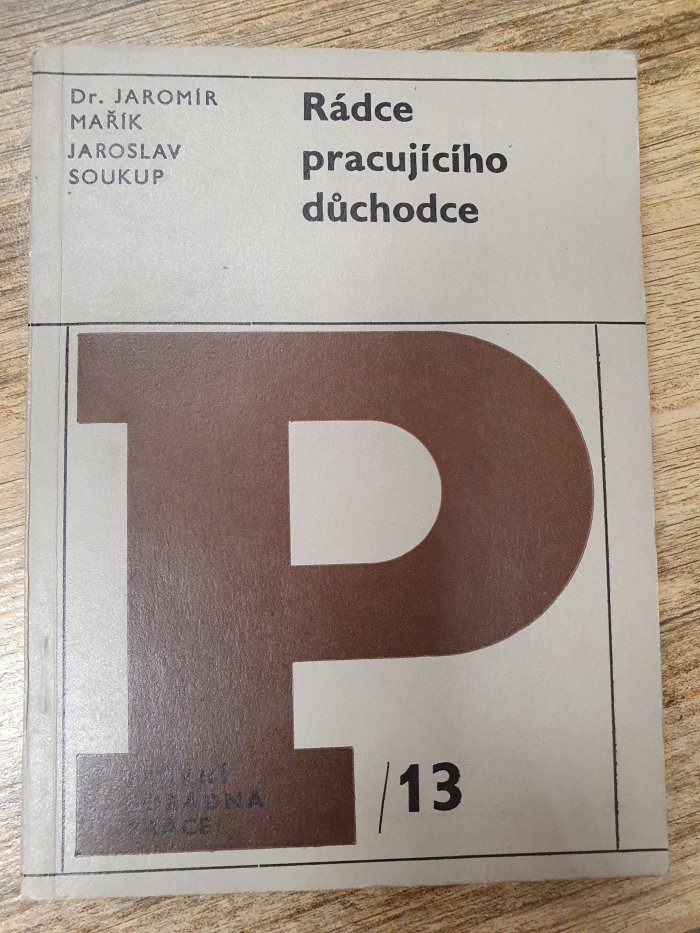 Dr. JAROMÍR
MAŘÍK
JAROSLAV
SOUKUP
Rádce
pracujícího
důchodce
P
PRÁVNÍ
PORADNA
PRÁCE
/13